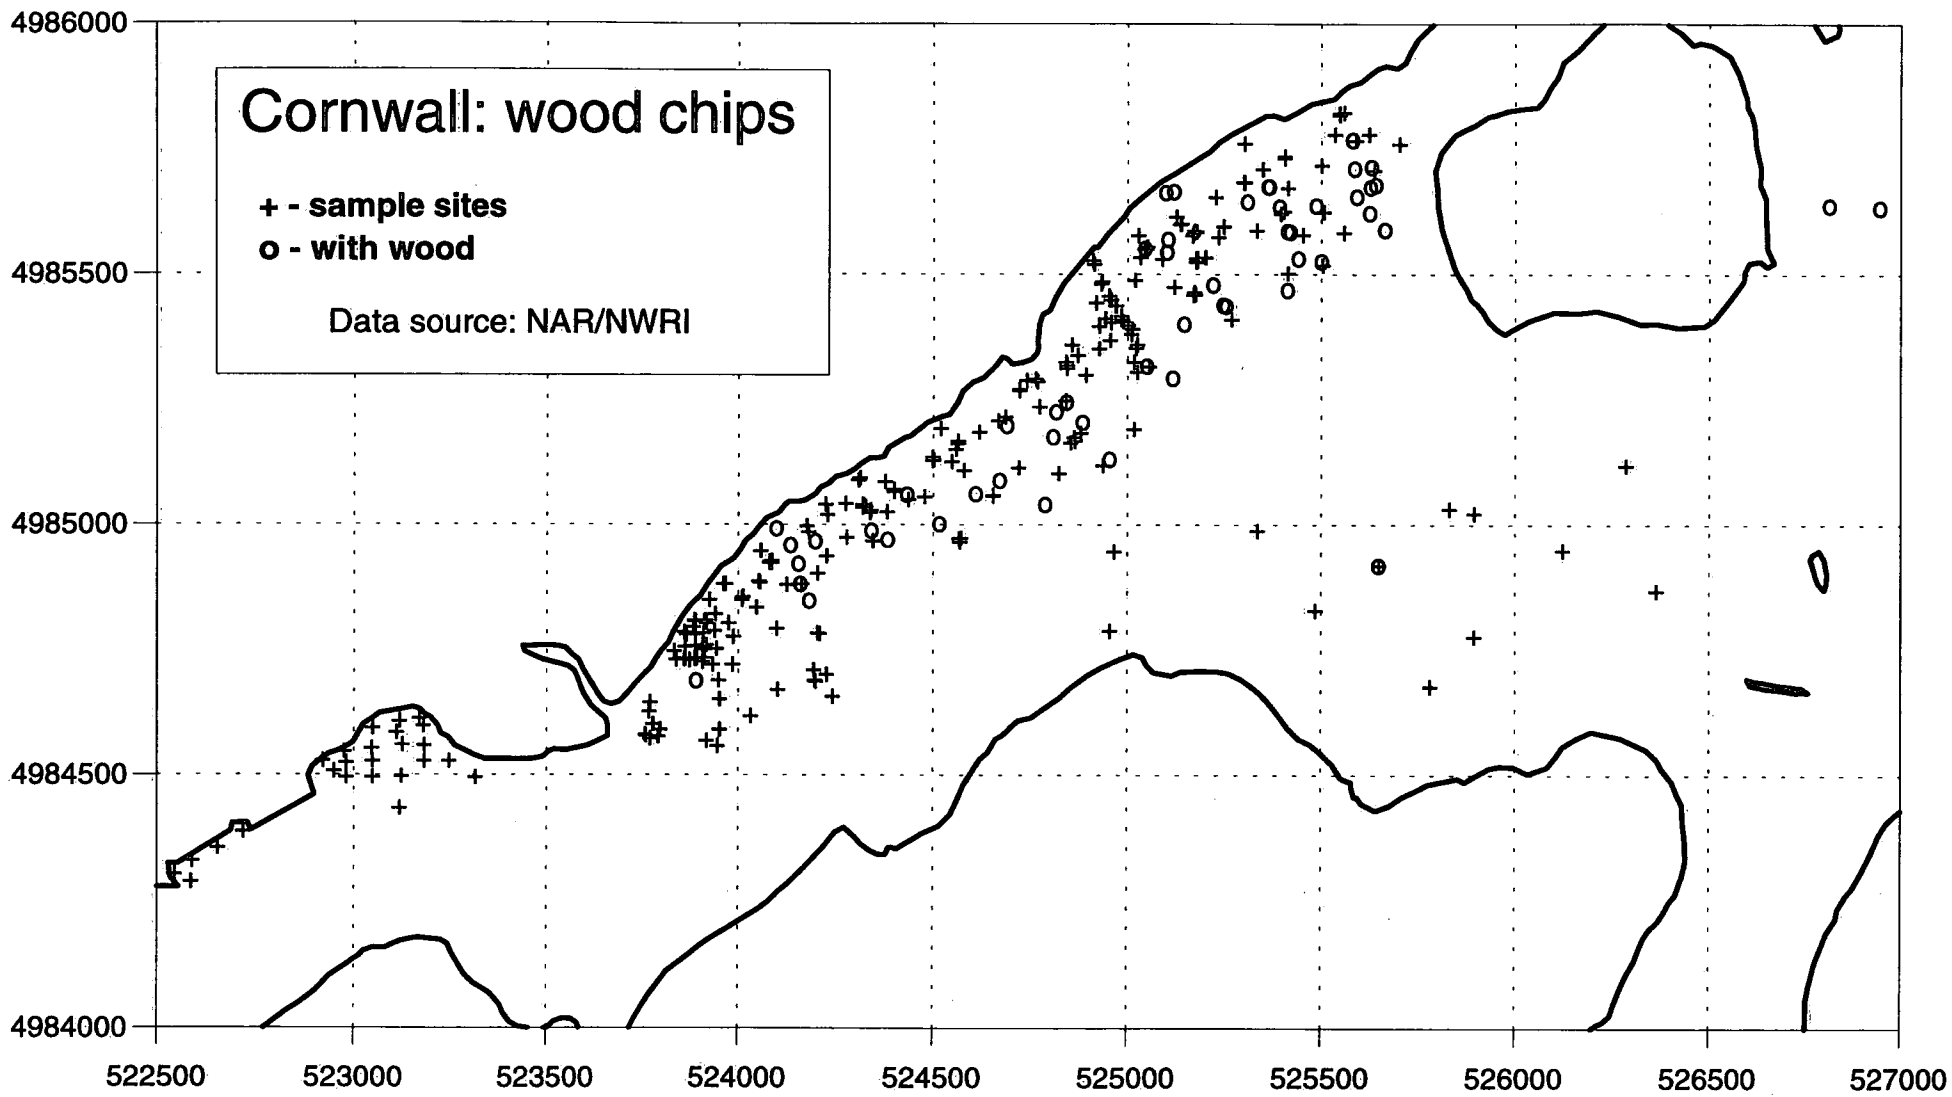 4986000
Cornwall: wood chips
+ - sample sites
o - with wood
Data source: NAR/NWRI
4985500
4985000
4984500
4984000
522500 523000 523500 524000 524500 525000 525500 526000 526500 527000